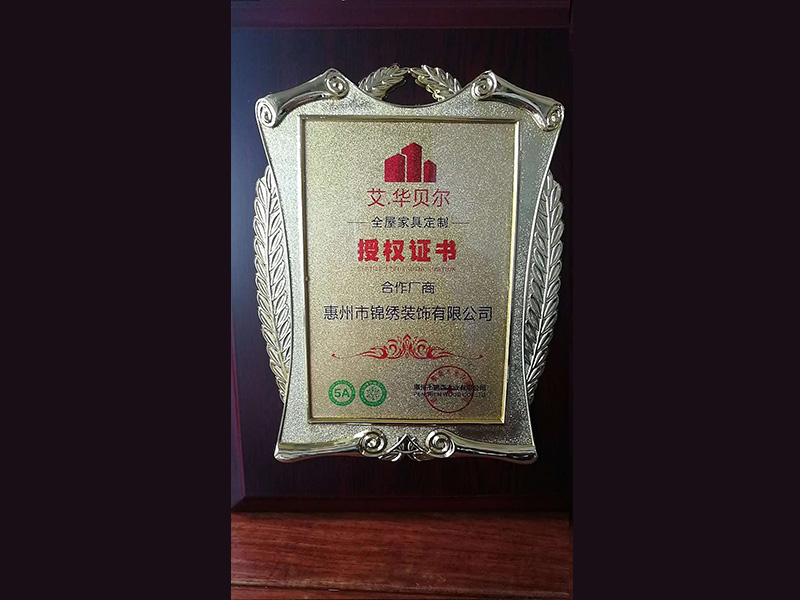 艾.华贝尔
全屋家具定制
授权证书
合作厂商
惠州市锦绣装饰有限公司
5A